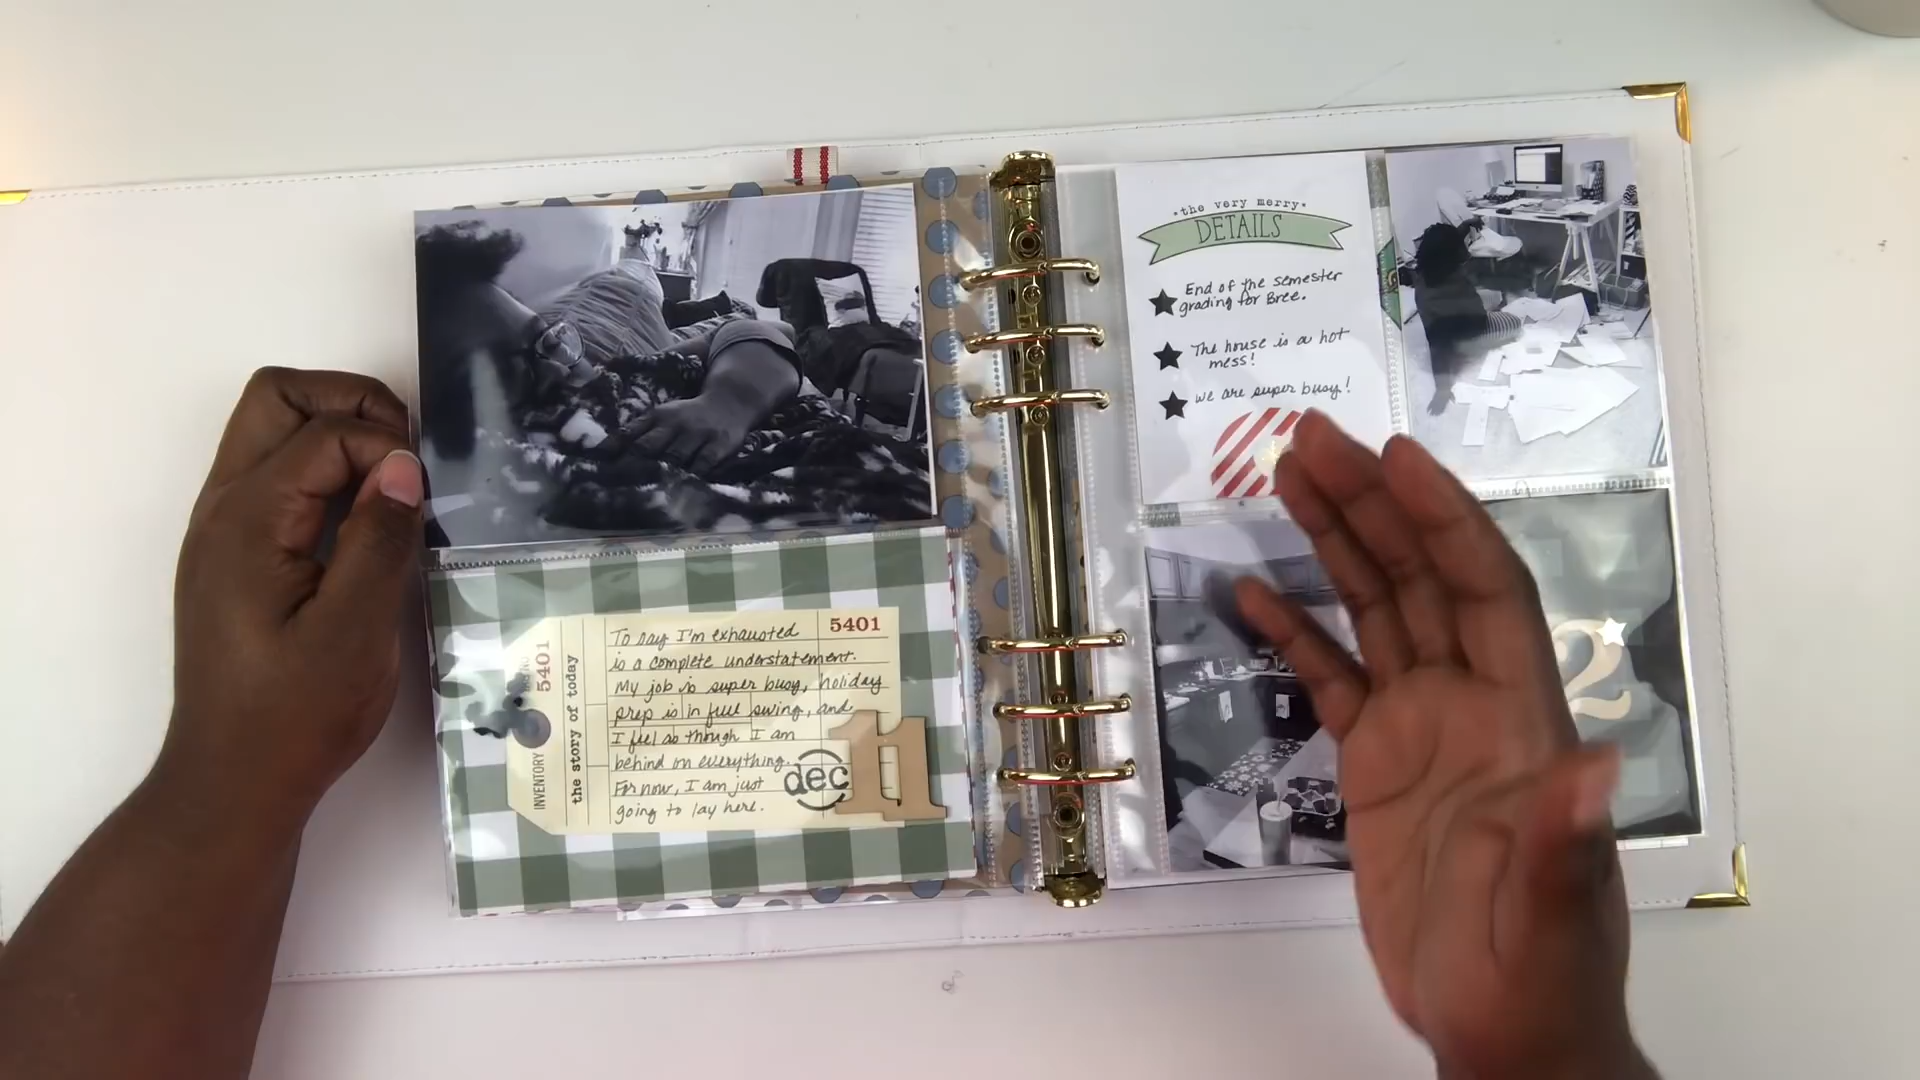 To say I'm exhausted
is a complete understatement.
My job is super busy, holiday
prep is in full swing, and
I feel as though I am
behind on everything.
For now, I am just
going to lay here.
5401
5401
INVENTORY
the story of today
dec
11
•the very merry•
DETAILS
End of the semester
grading for Bree.
The house is a hot
mess!
we are super busy!
2